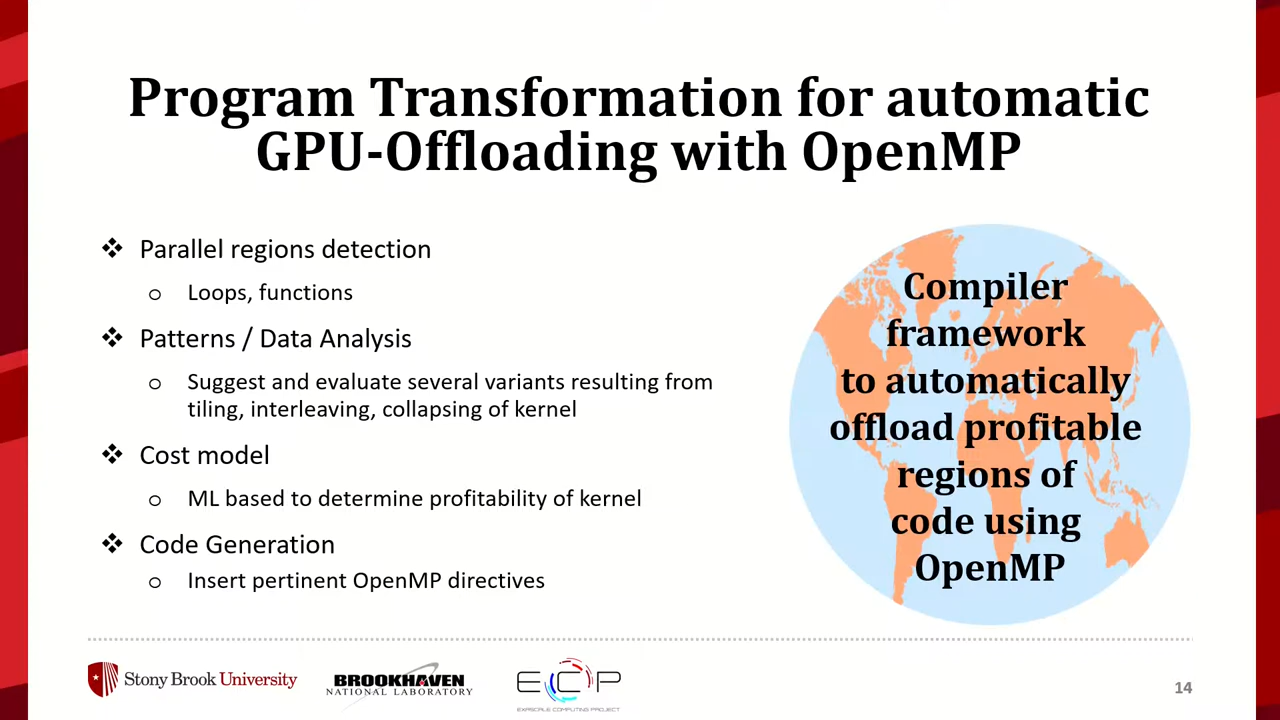 Program Transformation for automatic
GPU-Offloading with OpenMP
❖ Parallel regions detection
o Loops, functions
❖ Patterns / Data Analysis
o Suggest and evaluate several variants resulting from
tiling, interleaving, collapsing of kernel
❖ Cost model
o ML based to determine profitability of kernel
❖ Code Generation
o Insert pertinent OpenMP directives
Compiler
framework
to automatically
offload profitable
regions of
code using
OpenMP
Stony Brook University
BROOKHAVEN
NATIONAL LABORATORY
ECP
EXASCALE COMPUTING PROJECT
14